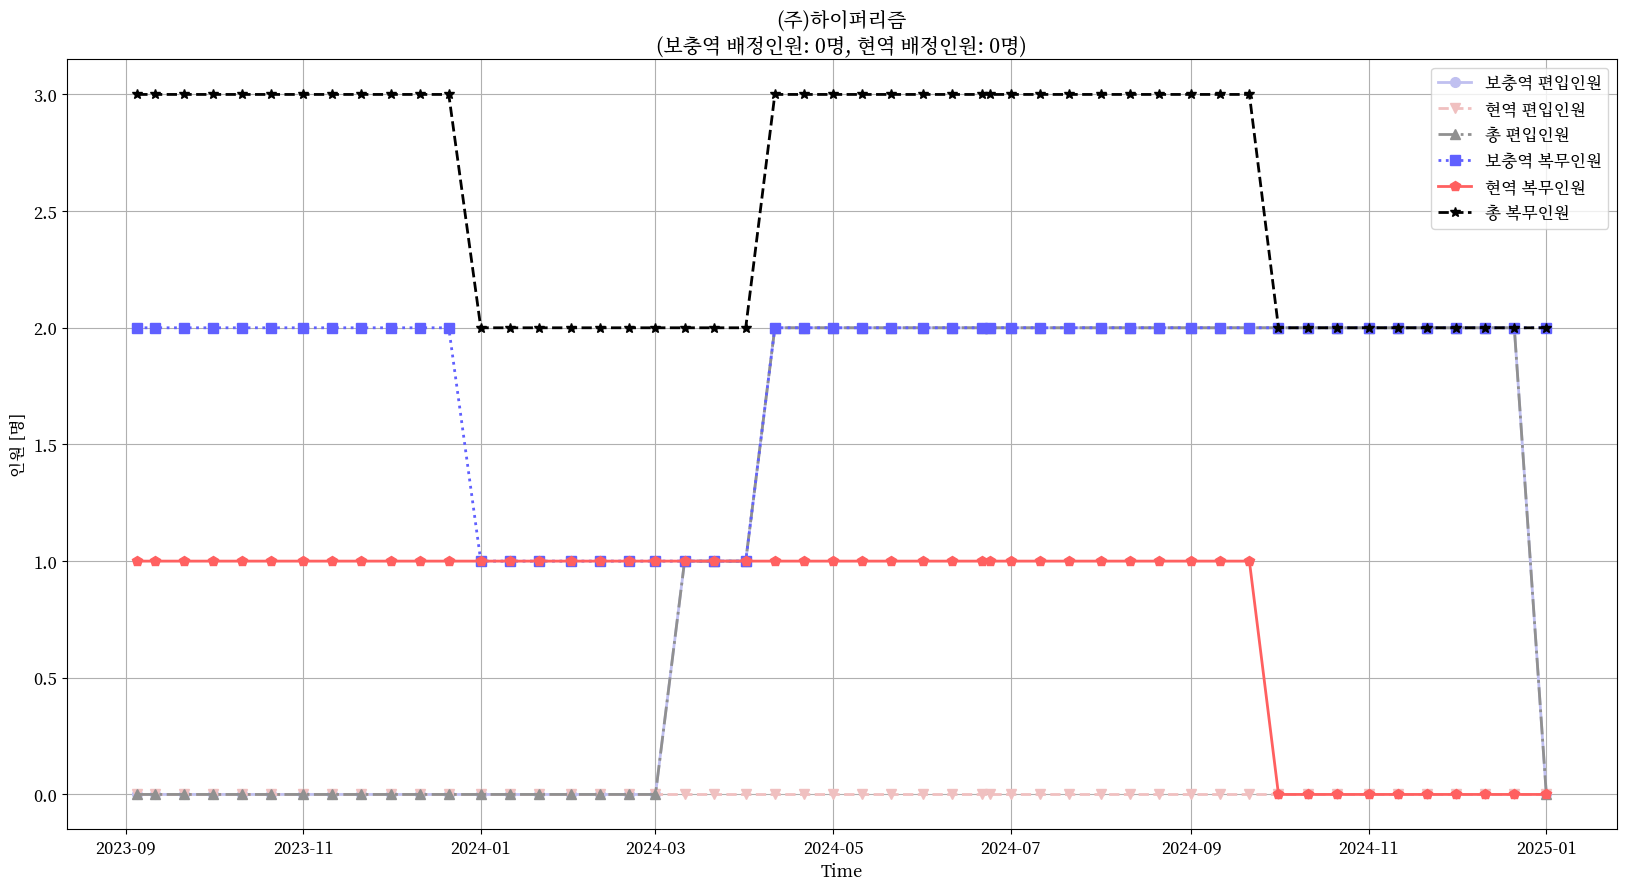 (주)하이퍼리즘
(보충역 배정인원: 0명, 현역 배정인원: 0명)
보충역 편입인원
현역 편입인원
총 편입인원
보충역 복무인원
현역 복무인원
총 복무인원
인원 [명]
3.0
2.5
2.0
1.5
1.0
0.5
0.0
2023-09 2023-11 2024-01 2024-03 2024-05 2024-07 2024-09 2024-11 2025-01
Time